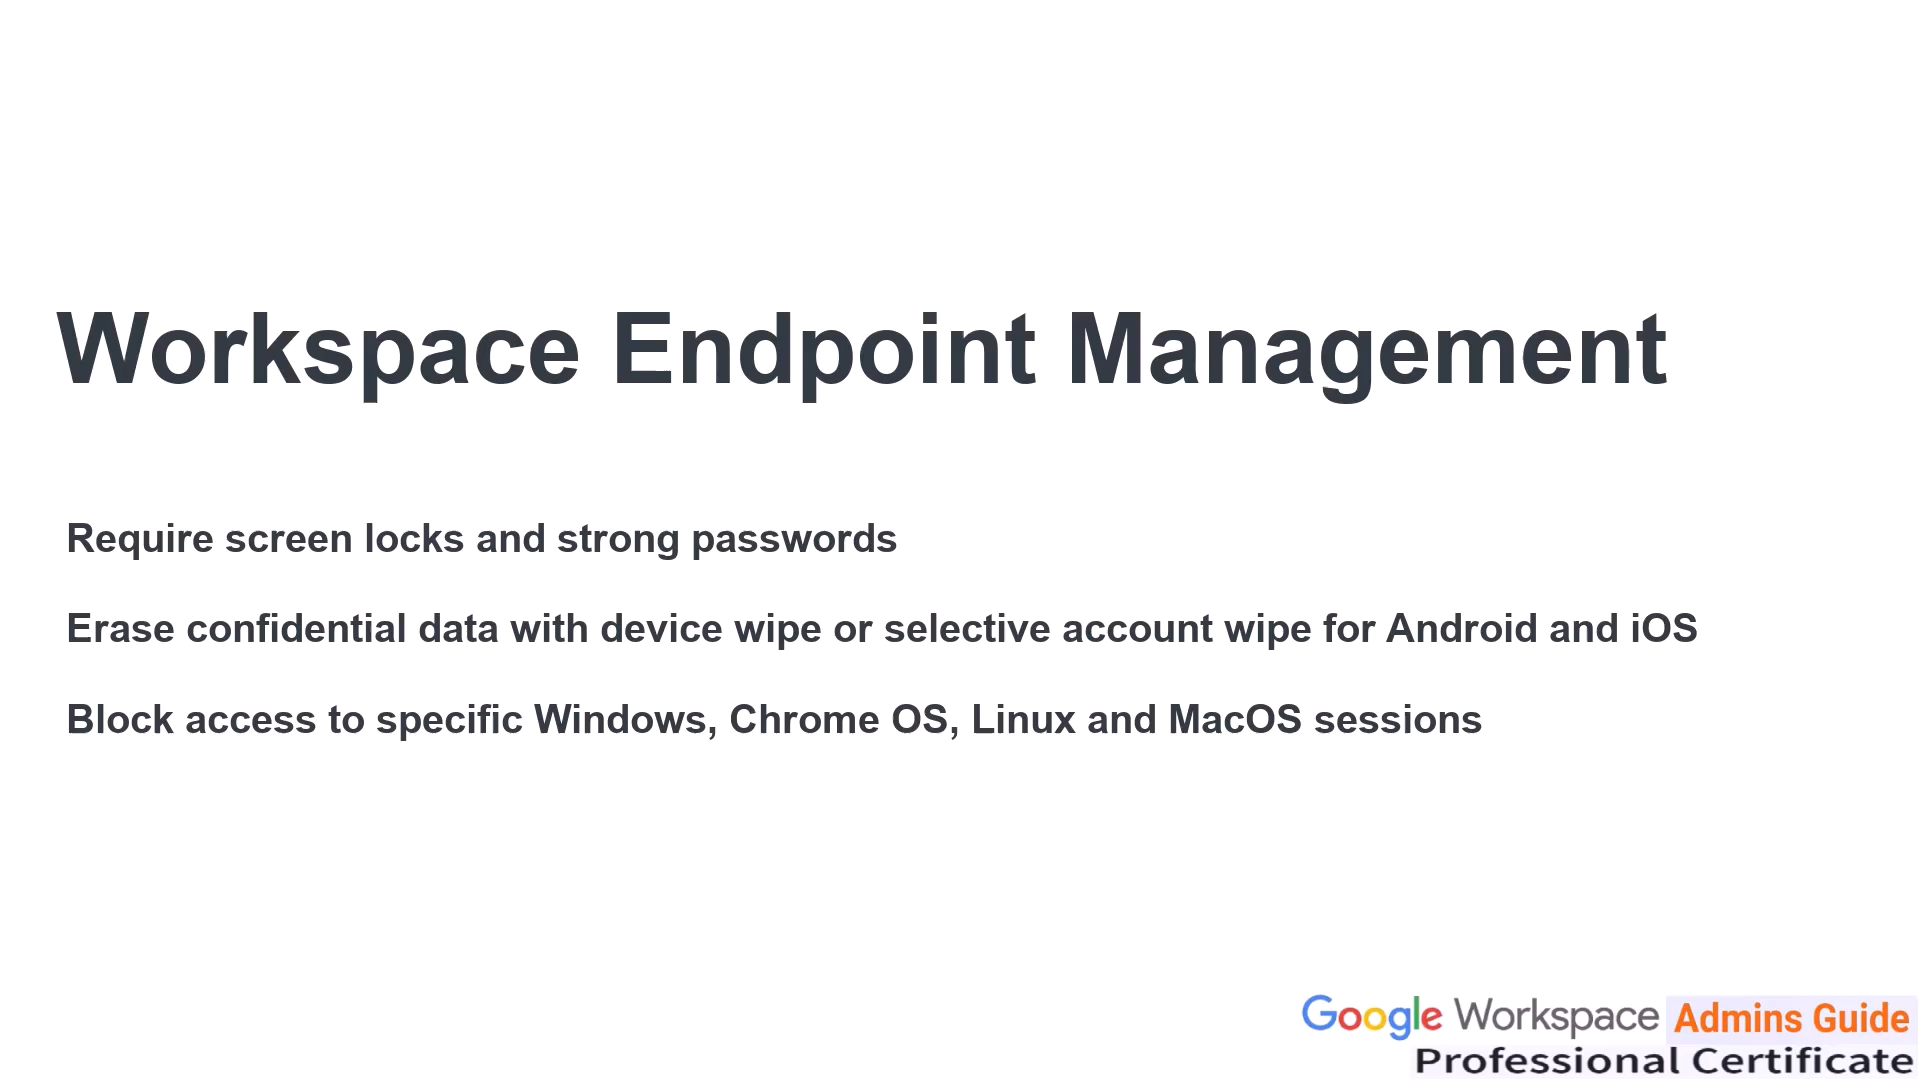 Workspace Endpoint Management
Require screen locks and strong passwords
Erase confidential data with device wipe or selective account wipe for Android and iOS
Block access to specific Windows, Chrome OS, Linux and MacOS sessions
Google Workspace Admins Guide
Professional Certificate